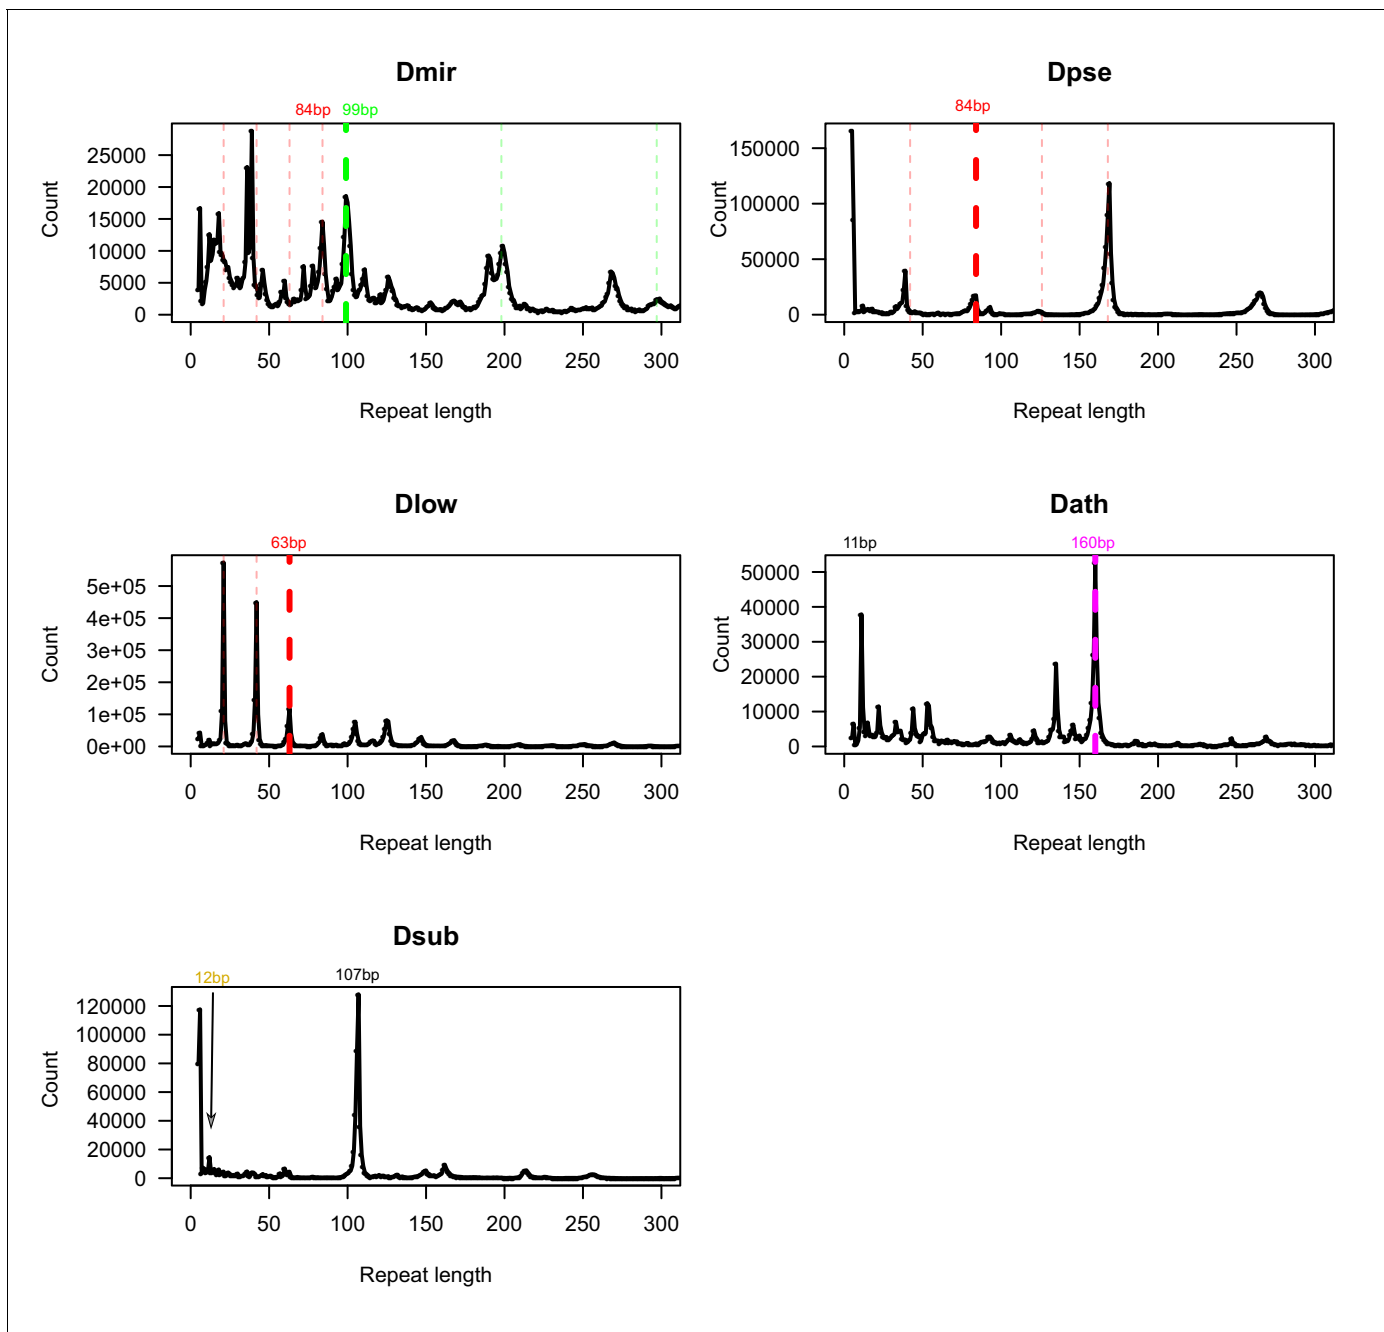 Dmir
84bp 99bp
25000
20000
15000
10000
5000
0
Count
0 50 100 150 200 250 300
Repeat length
Dpse
84bp
150000
100000
50000
0
Count
0 50 100 150 200 250 300
Repeat length
Dlow
63bp
5e+05
4e+05
3e+05
2e+05
1e+05
0e+00
Count
0 50 100 150 200 250 300
Repeat length
Dath
11bp 160bp
50000
40000
30000
20000
10000
0
Count
0 50 100 150 200 250 300
Repeat length
Dsub
12bp 107bp
120000
100000
80000
60000
40000
20000
0
Count
0 50 100 150 200 250 300
Repeat length